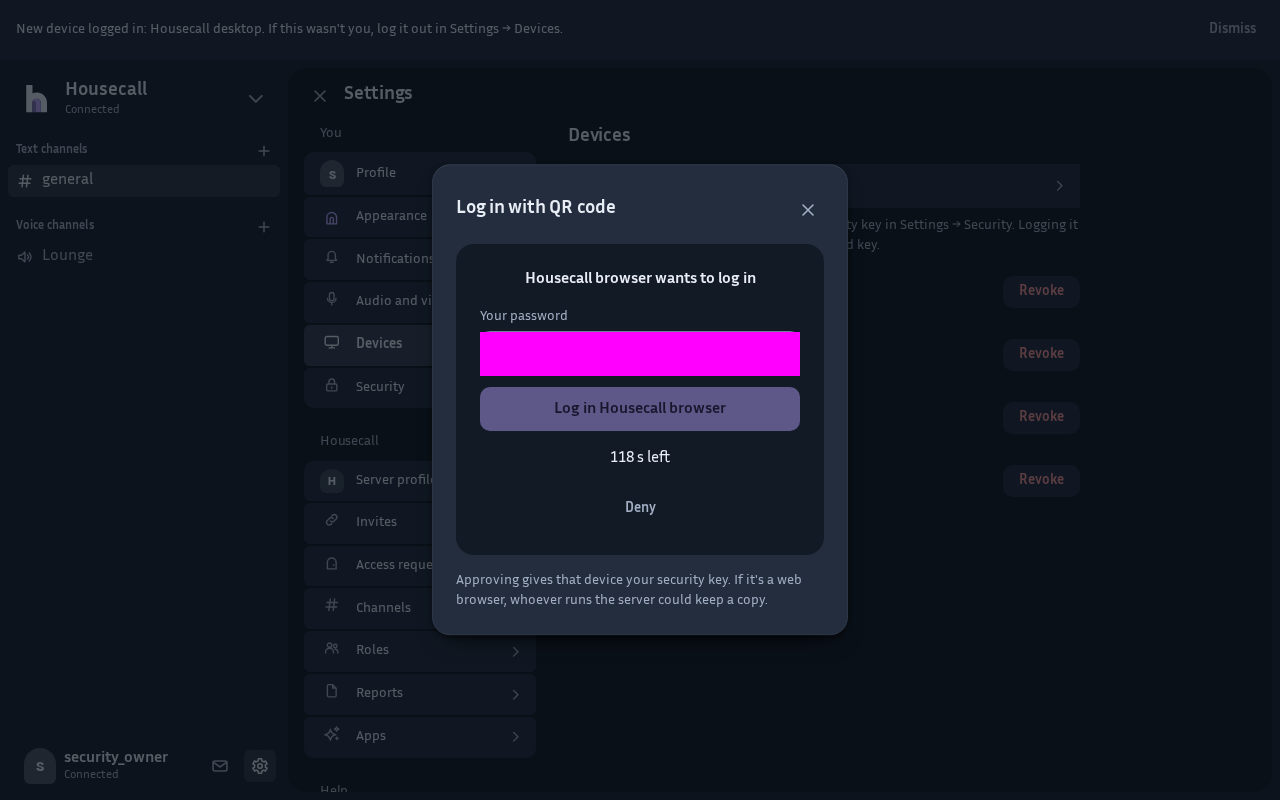 New device logged in: Housecall desktop. If this wasn't you, log it out in Settings → Devices.
Dismiss
Housecall
Connected
Text channels
general
Voice channels
Lounge
security_owner
Connected
Settings
You
Profile
Appearance
Notifications
Audio and vi
Devices
Security
Housecall
Server profile
Invites
Access reque
Channels
Roles
Reports
Apps
Help
Devices
ty key in Settings → Security. Logging it
d key.
Revoke
Revoke
Revoke
Revoke
Log in with QR code
Housecall browser wants to log in
Your password
Log in Housecall browser
118 s left
Deny
Approving gives that device your security key. If it's a web
browser, whoever runs the server could keep a copy.